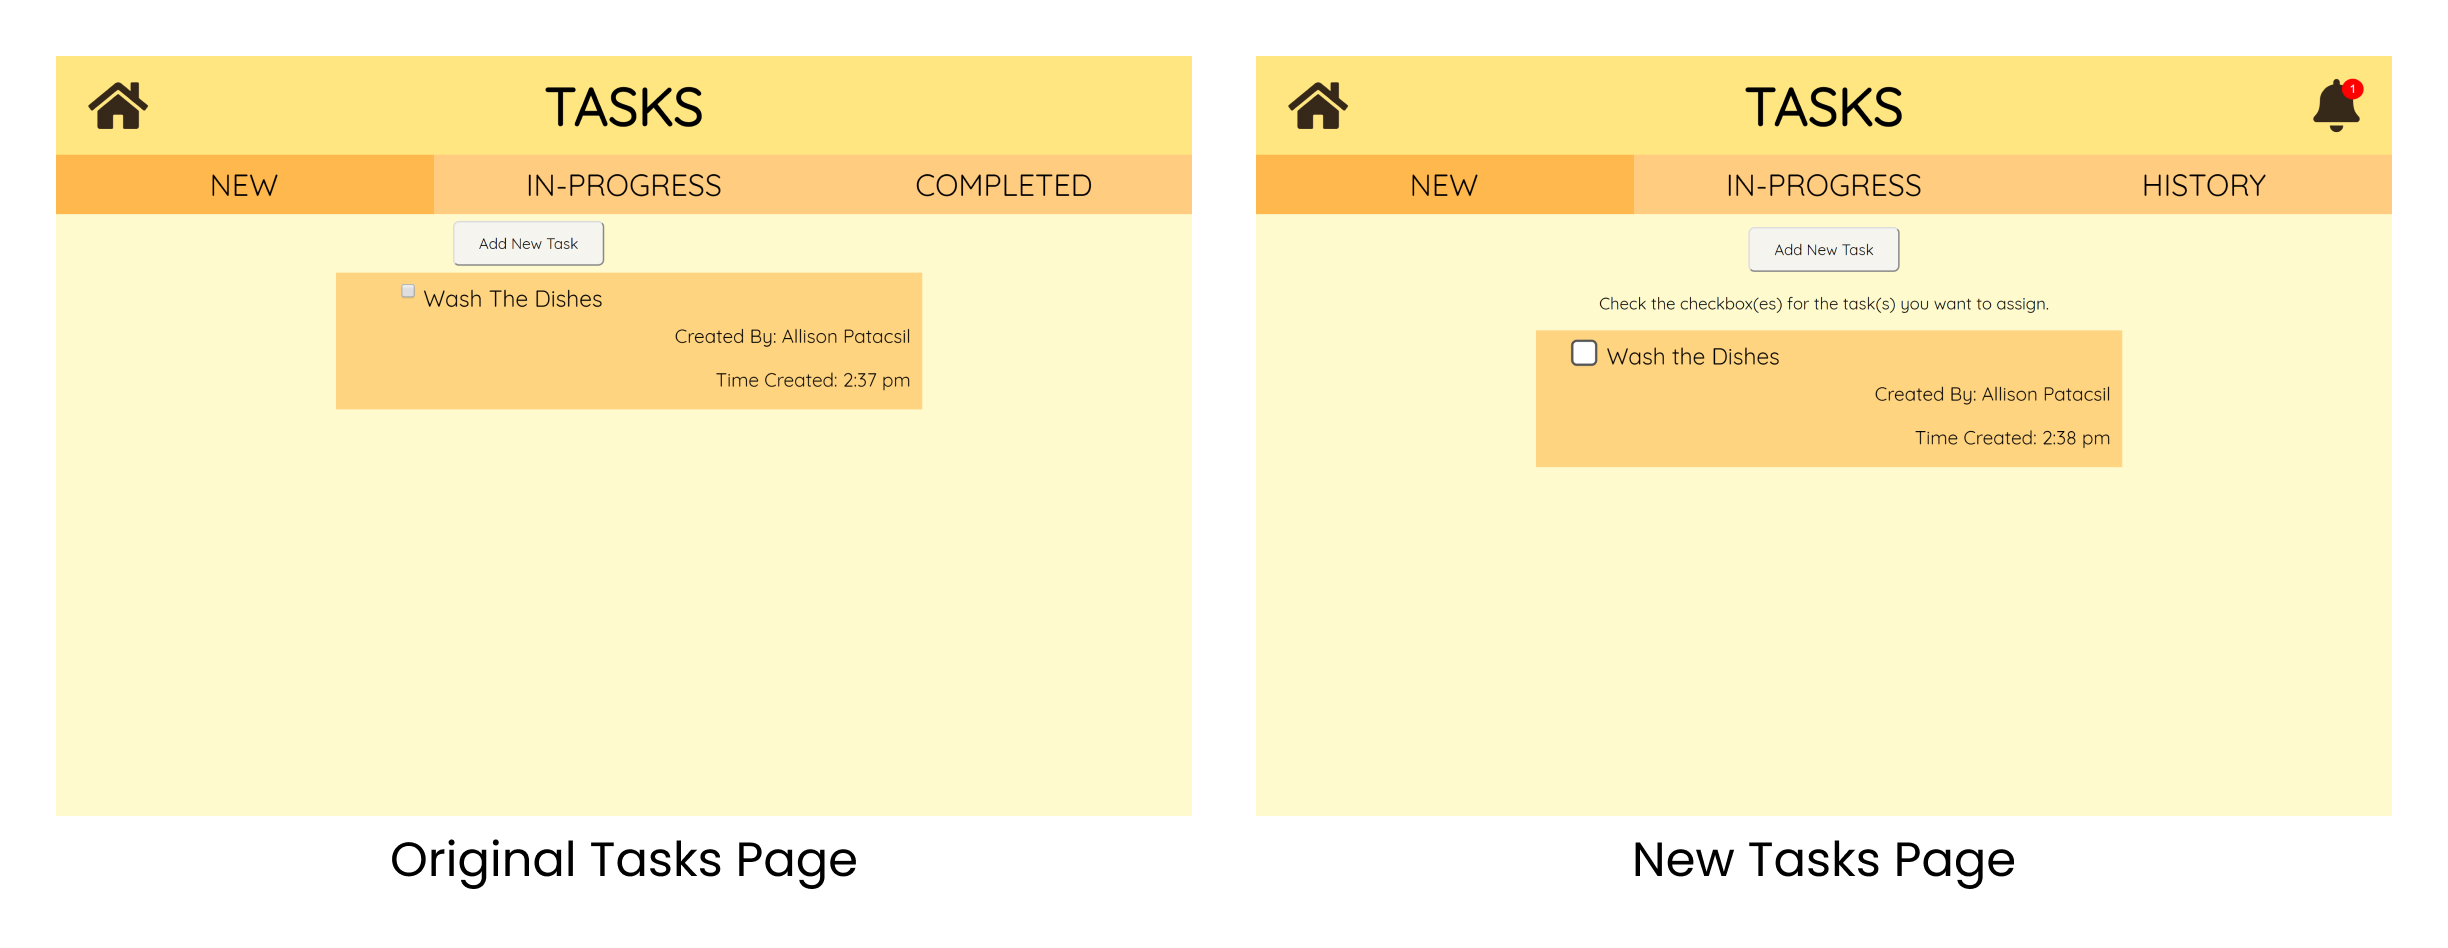 TASKS
NEW IN-PROGRESS COMPLETED
Add New Task
Wash The Dishes
Created By: Allison Patacsil
Time Created: 2:37 pm
Original Tasks Page
TASKS
1
NEW IN-PROGRESS HISTORY
Add New Task
Check the checkbox(es) for the task(s) you want to assign.
Wash the Dishes
Created By: Allison Patacsil
Time Created: 2:38 pm
New Tasks Page